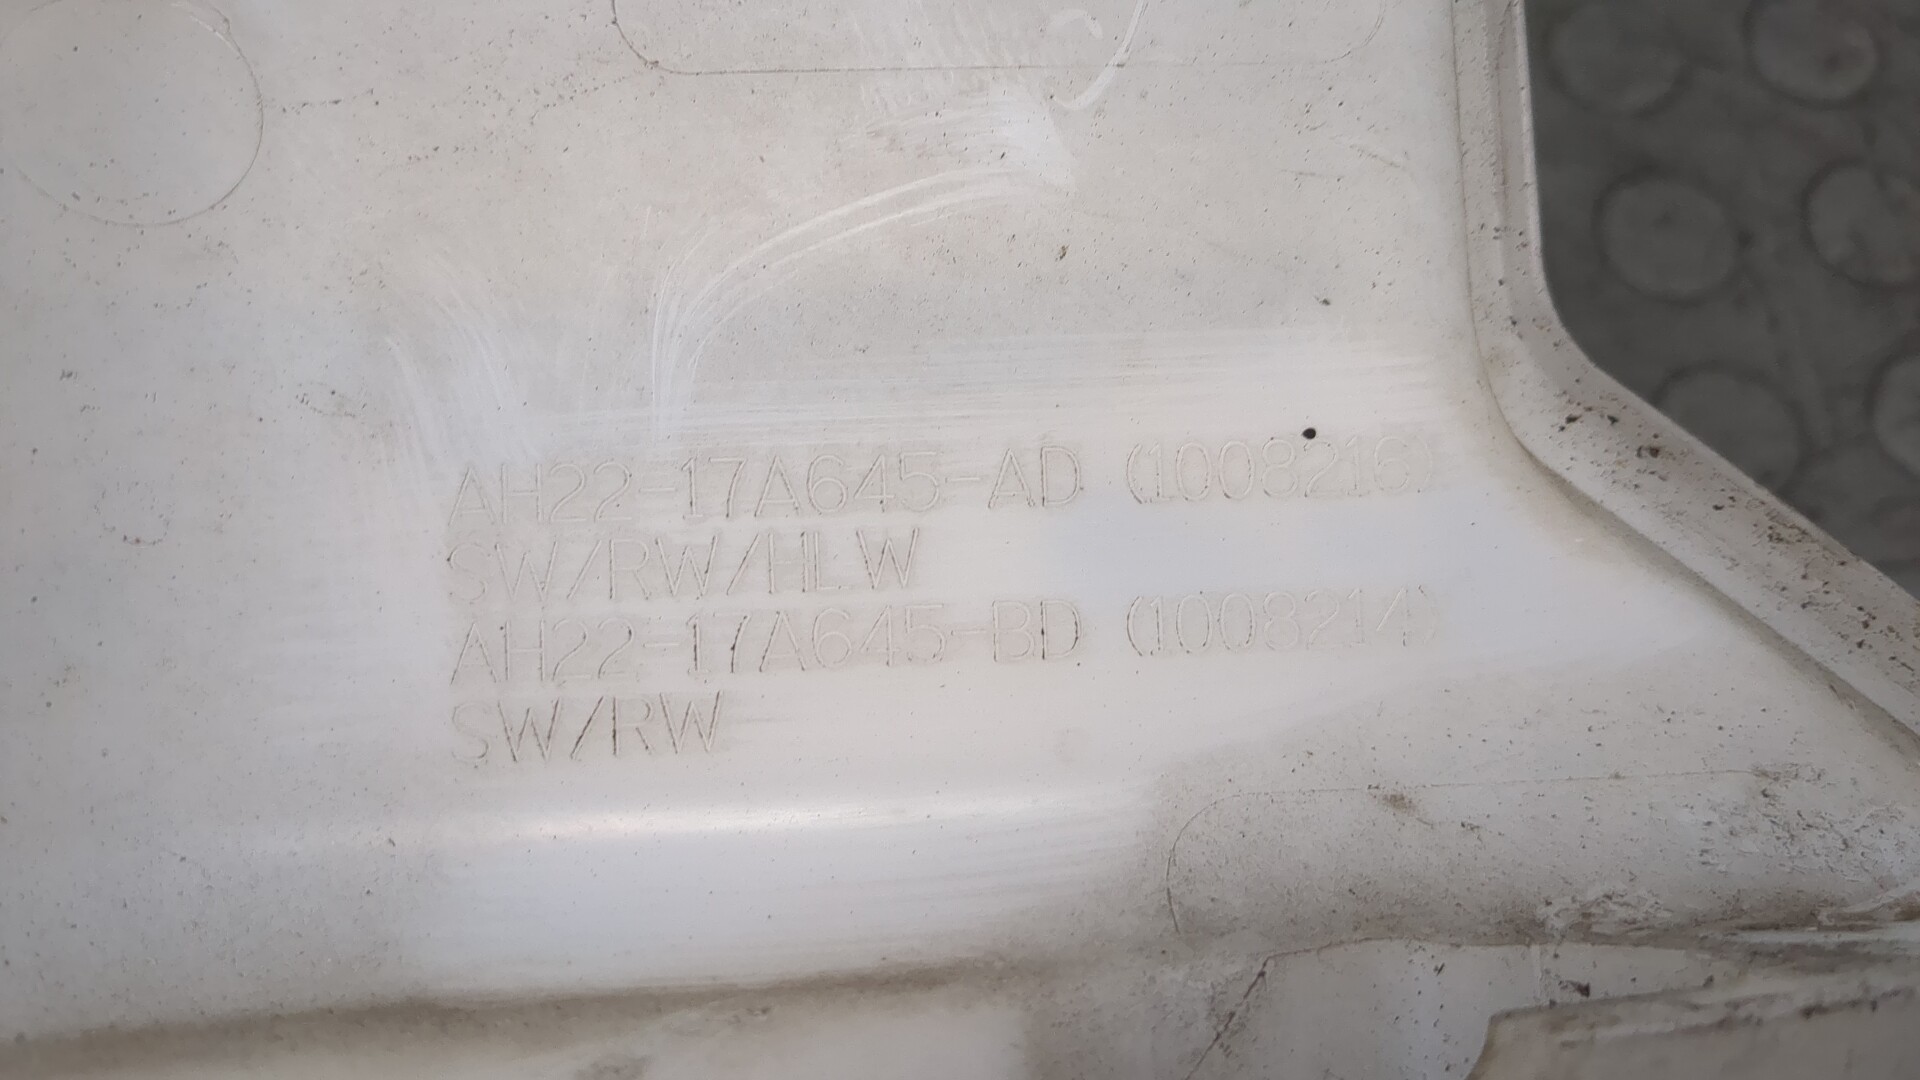 AH22-17A645-AD (1008216)
SW/RW/HLW
AH22-17A645-BD (1008214)
SW/RW